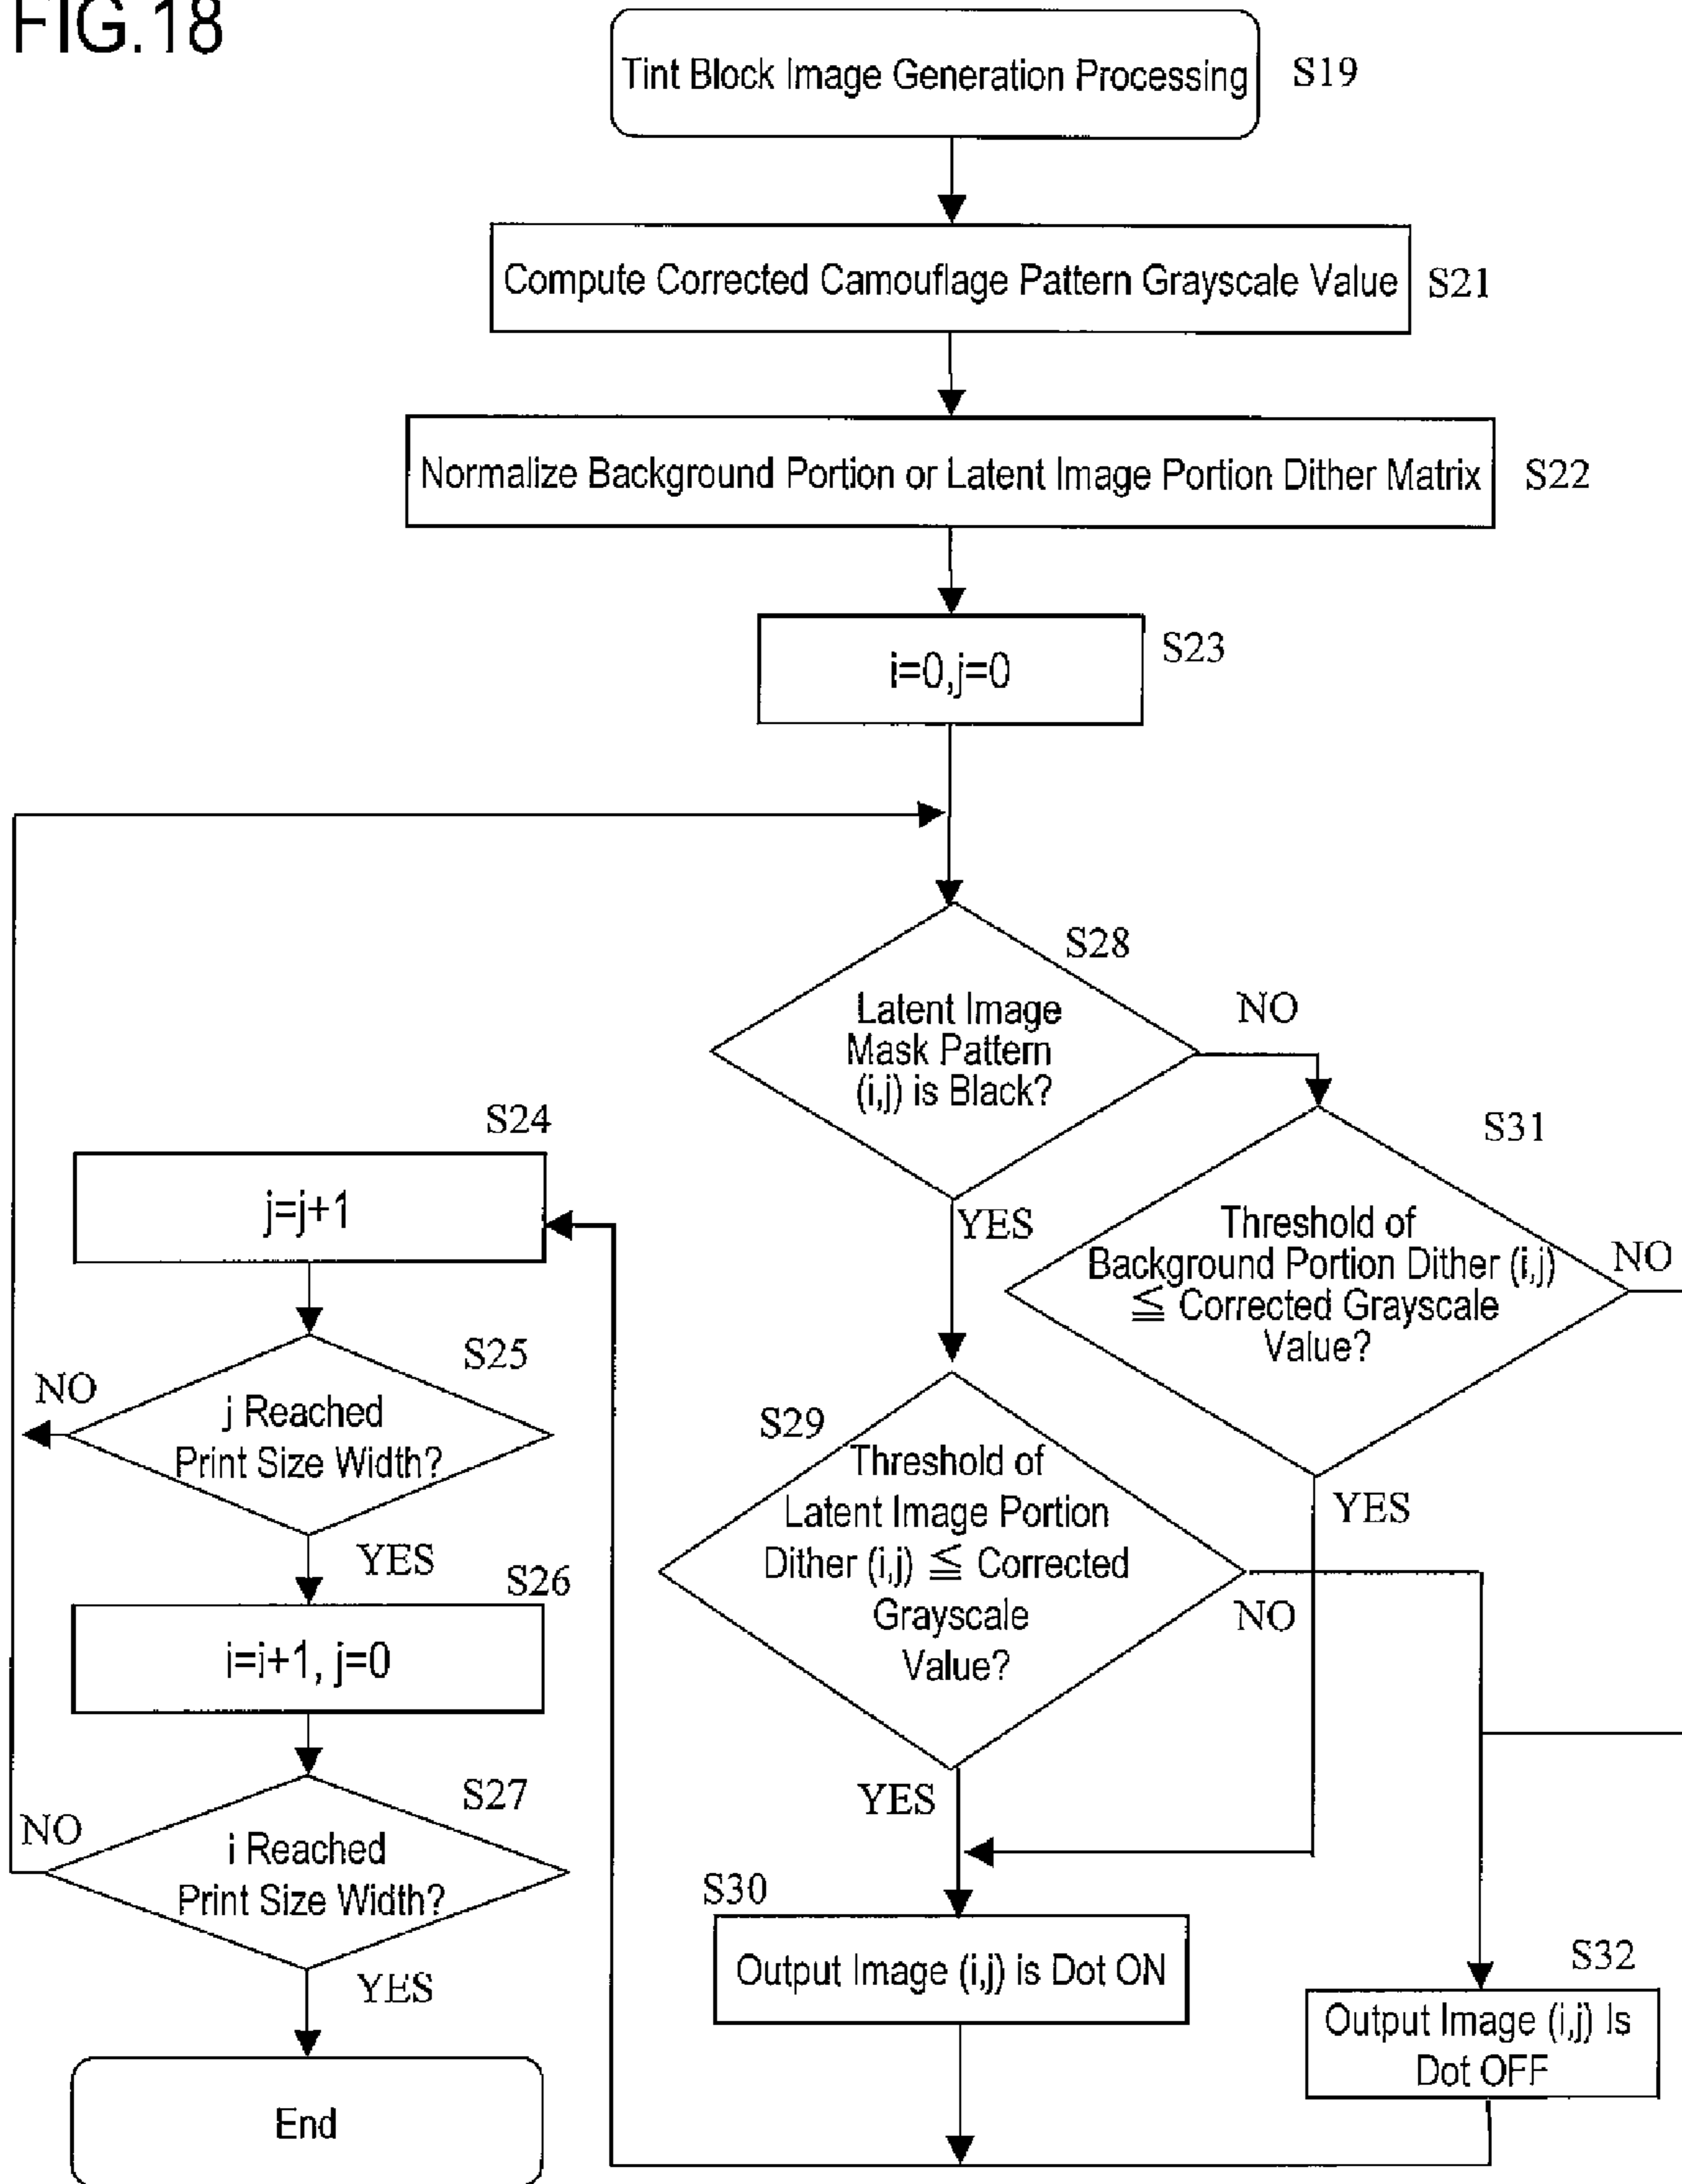 FIG.18
Tint Block Image Generation Processing
S19
Compute Corrected Camouflage Pattern Grayscale Value
S21
Normalize Background Portion or Latent Image Portion Dither Matrix
S22
i=0,j=0
S23
S28
Latent Image
Mask Pattern
(i,j) is Black?
NO
YES
S31
Threshold of
Background Portion Dither (i,j)
≦ Corrected Grayscale
Value?
NO
YES
S24
j=j+1
S25
j Reached
Print Size Width?
NO
YES
S26
i=i+1, j=0
S27
i Reached
Print Size Width?
NO
YES
End
S29
Threshold of
Latent Image Portion
Dither (i,j) ≦ Corrected
Grayscale
Value?
NO
YES
S30
Output Image (i,j) is Dot ON
S32
Output Image (i,j) Is
Dot OFF